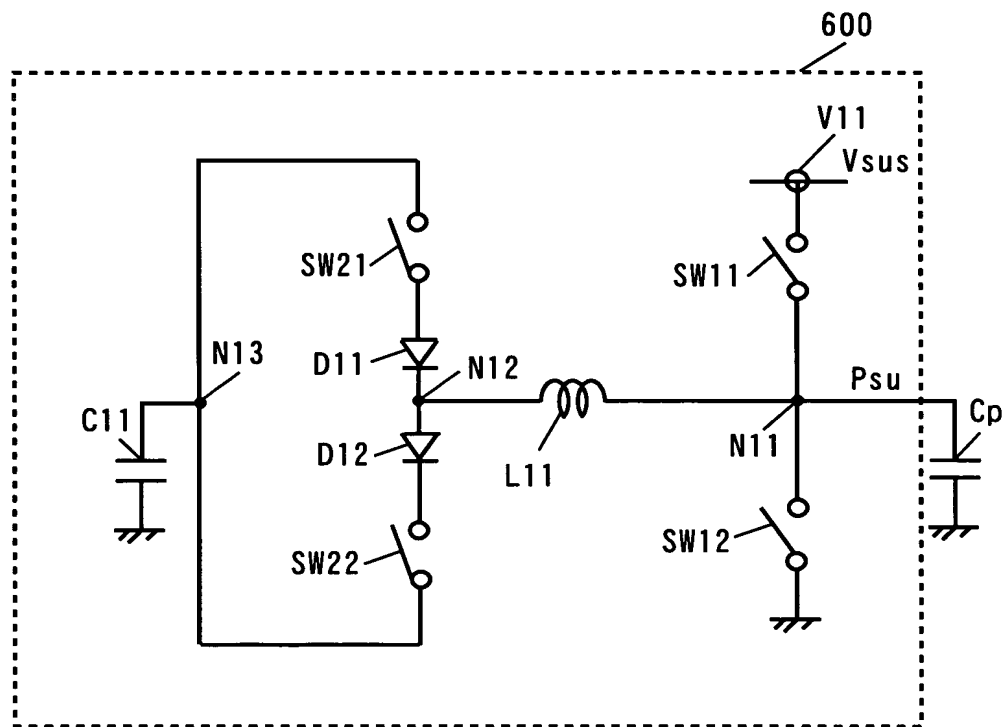 600
V11
Vsus
SW21
SW11
D11
N12
N13
Psu
C11
Cp
D12
L11
N11
SW22
SW12